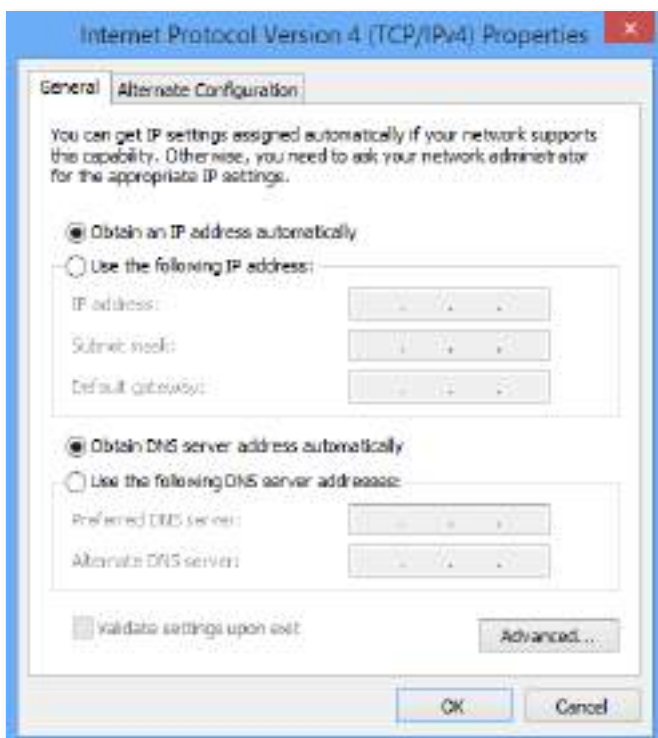 Internet Protocol Version 4 (TCP/IPv4) Properties
General
Alternate Configuration
You can get IP settings assigned automatically if your network supports
this capability. Otherwise, you need to ask your network administrator
for the appropriate IP settings.
Obtain an IP address automatically
Use the following IP address:
IP address:
Subnet mask:
Default gateway:
Obtain DNS server address automatically
Use the following DNS server addresses:
Preferred DNS server:
Alternate DNS server:
Validate settings upon exit
Advanced...
OK
Cancel